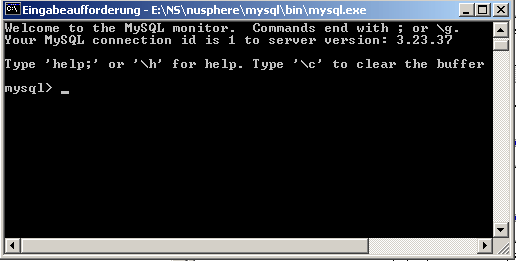 Eingabeaufforderung - E:\NS\nusphere\mysql\bin\mysql.exe
Welcome to the MySQL monitor.  Commands end with ; or \g.
Your MySQL connection id is 1 to server version: 3.23.37
Type 'help;' or '\h' for help. Type '\c' to clear the buffer
mysql> _